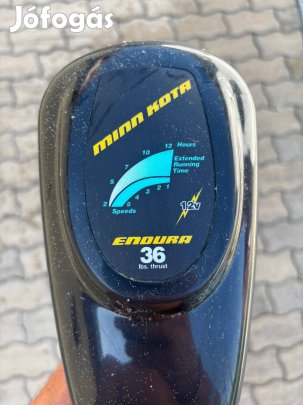 Jófogás
MINN KOTA
12 Hours
10
7
5
Extended
Running
Time
2 5 3 2 1
Speeds
12V
ENDURA
36
lbs. thrust